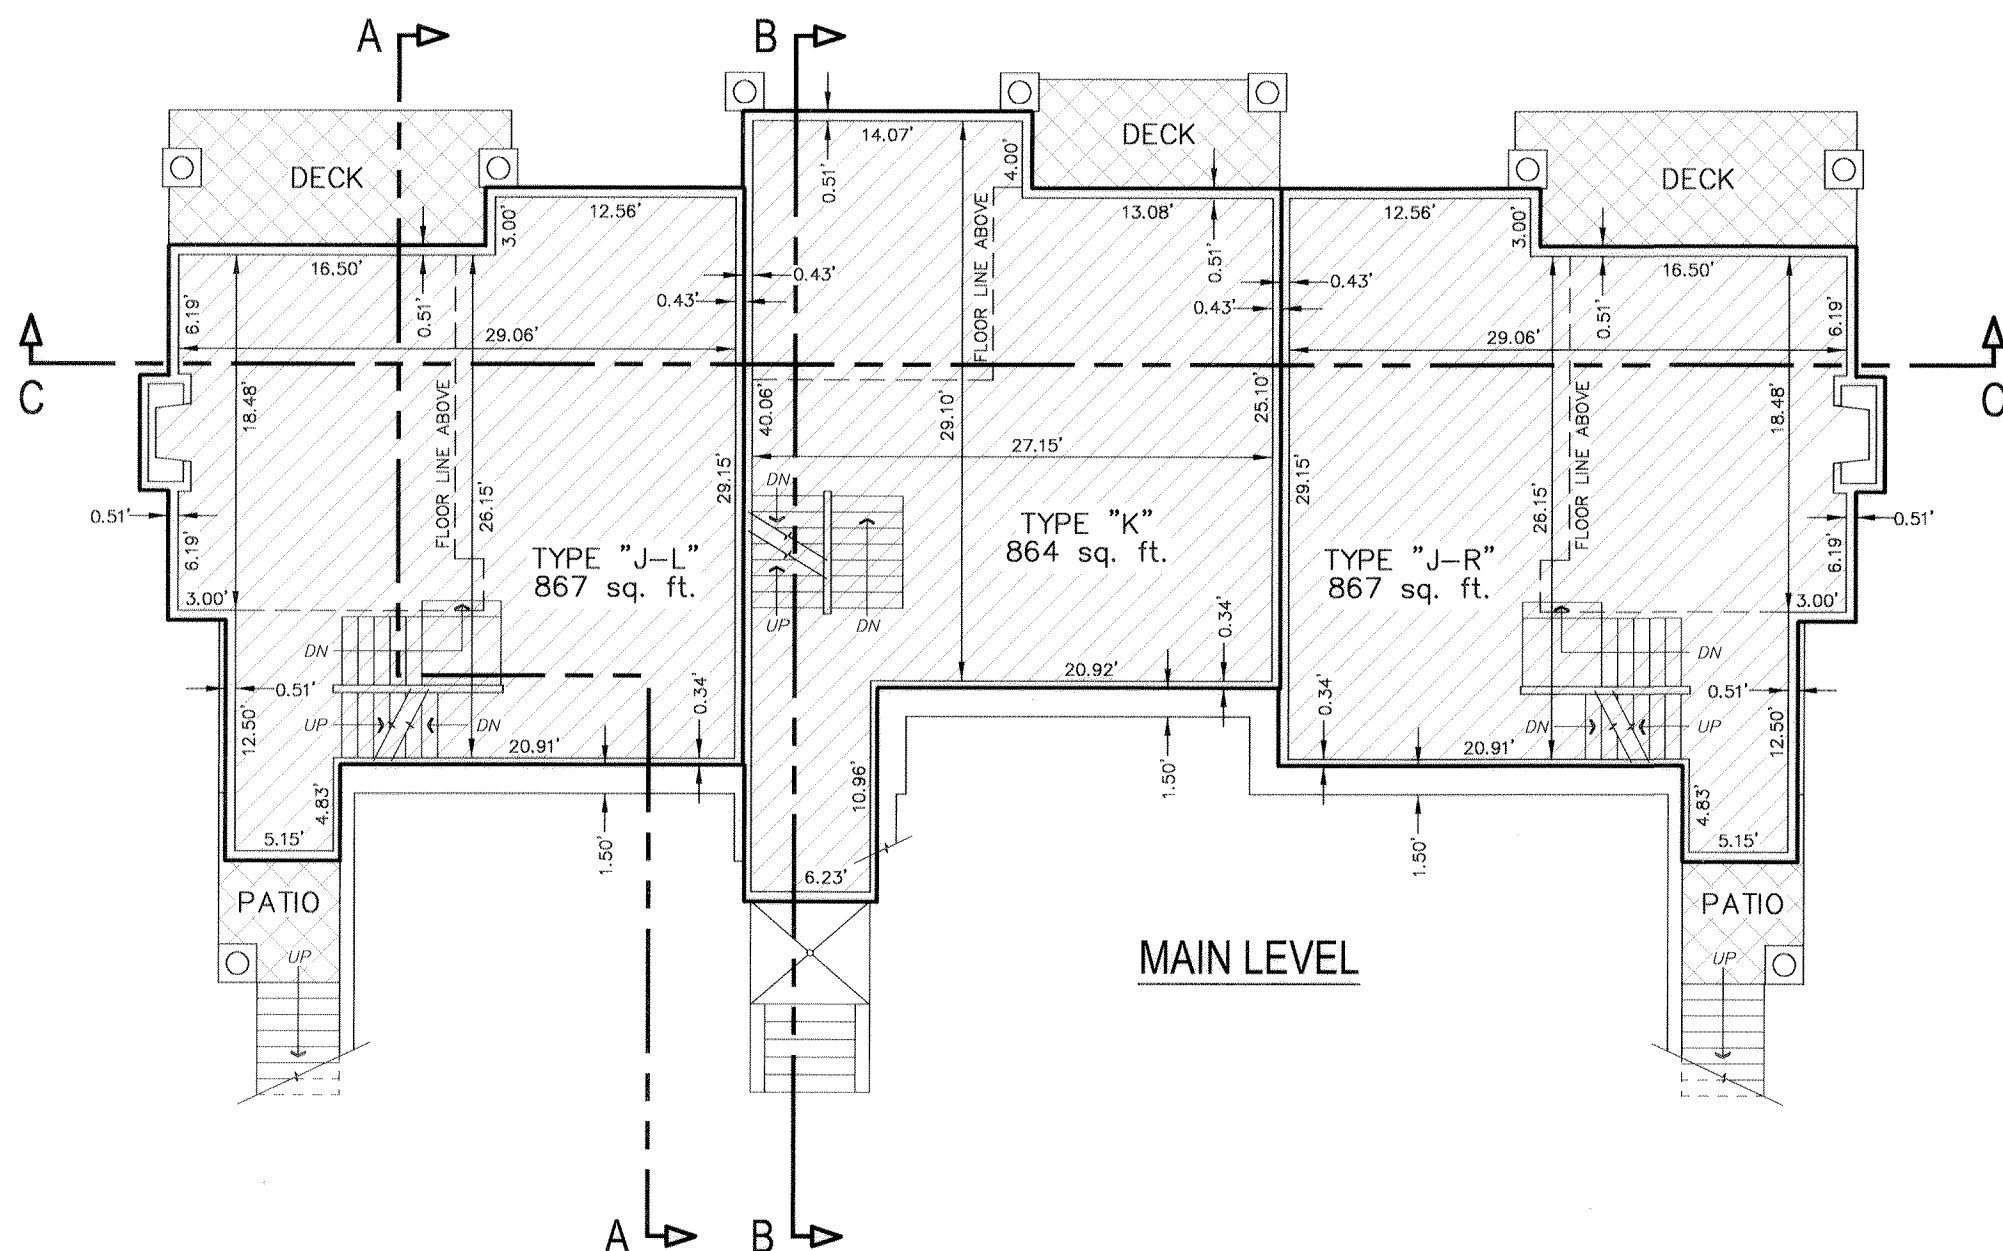 A
B
DECK
DECK
DECK
14.07'
0.51'
4.00'
12.56'
3.00'
13.08'
12.56'
3.00'
16.50'
0.51'
0.43'
0.43'
0.51'
FLOOR LINE ABOVE
0.43'
0.43'
16.50'
0.51'
6.19'
29.06'
29.06'
6.19'
C
C
18.48'
FLOOR LINE ABOVE
26.15'
29.15'
40.06'
29.10'
25.10'
27.15'
29.15'
26.15'
FLOOR LINE ABOVE
18.48'
0.51'
6.19'
DN
TYPE "J-L"
867 sq. ft.
TYPE "K"
864 sq. ft.
TYPE "J-R"
867 sq. ft.
0.51'
6.19'
3.00'
UP
DN
0.34'
3.00'
DN
DN
0.51'
20.92'
0.51'
0.34'
0.34'
UP
DN
DN
UP
12.50'
20.91'
20.91'
12.50'
4.83'
1.50'
10.96'
1.50'
1.50'
4.83'
5.15'
6.23'
5.15'
PATIO
PATIO
UP
UP
MAIN LEVEL
A
B